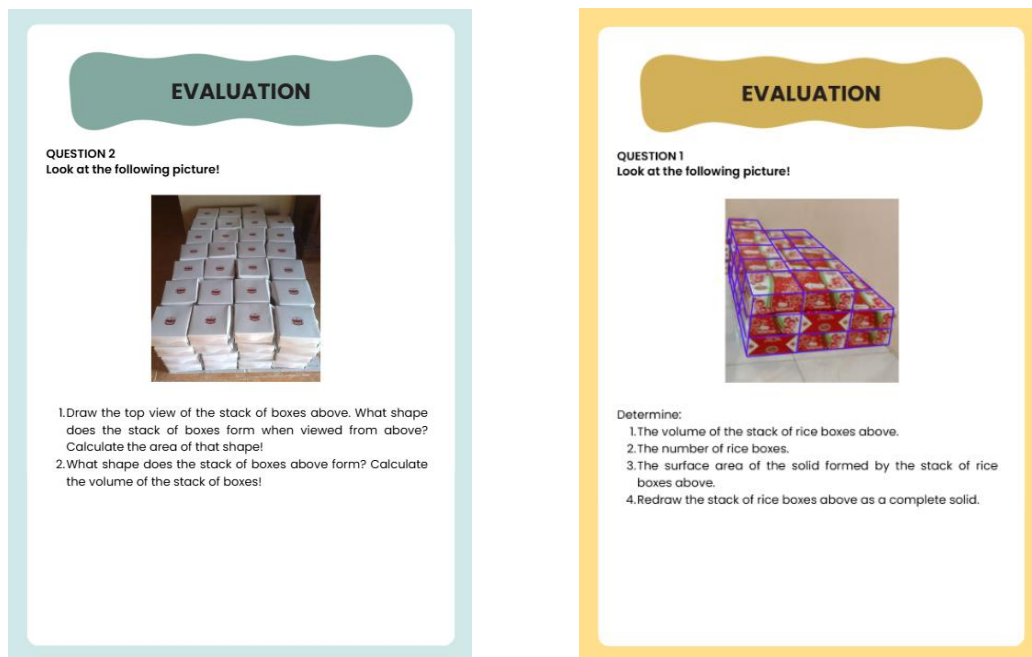 EVALUATION
QUESTION 2
Look at the following picture!
1.Draw the top view of the stack of boxes above. What shape
does the stack of boxes form when viewed from above?
Calculate the area of that shape!
2.What shape does the stack of boxes above form? Calculate
the volume of the stack of boxes!
EVALUATION
QUESTION 1
Look at the following picture!
Determine:
1.The volume of the stack of rice boxes above.
2.The number of rice boxes.
3.The surface area of the solid formed by the stack of rice
boxes above.
4.Redraw the stack of rice boxes above as a complete solid.